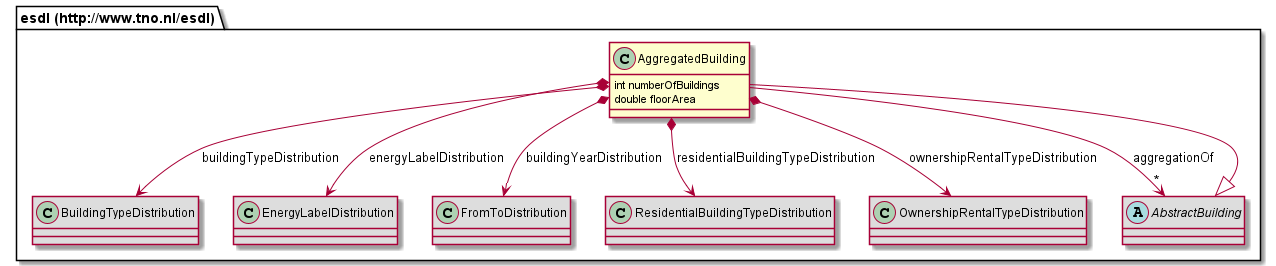 esdl (http://www.tno.nl/esdl)
C AggregatedBuilding
int numberOfBuildings
double floorArea
buildingTypeDistribution
energyLabelDistribution
buildingYearDistribution
residentialBuildingTypeDistribution
ownershipRentalTypeDistribution
aggregationOf
*
C BuildingTypeDistribution
C EnergyLabelDistribution
C FromToDistribution
C ResidentialBuildingTypeDistribution
C OwnershipRentalTypeDistribution
A AbstractBuilding